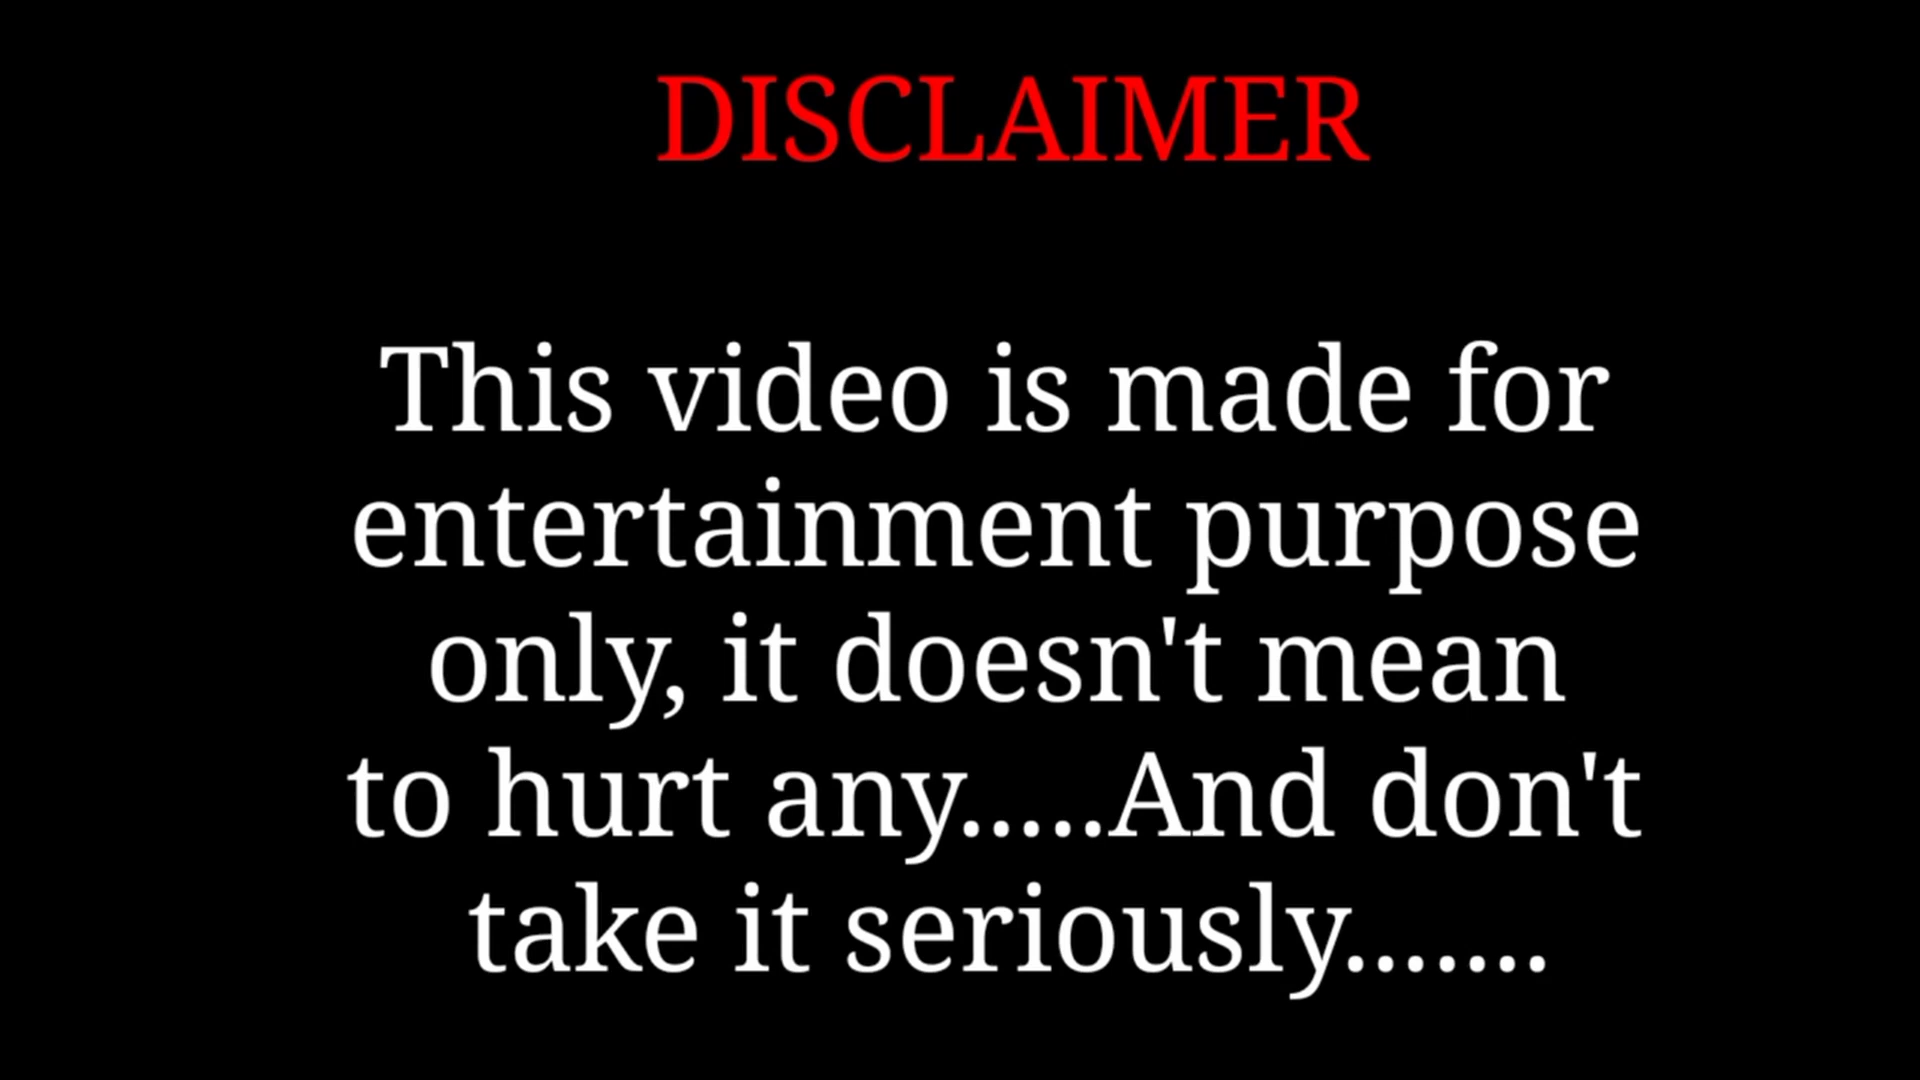 DISCLAIMER
This video is made for
entertainment purpose
only, it doesn't mean
to hurt any.....And don't
take it seriously.......